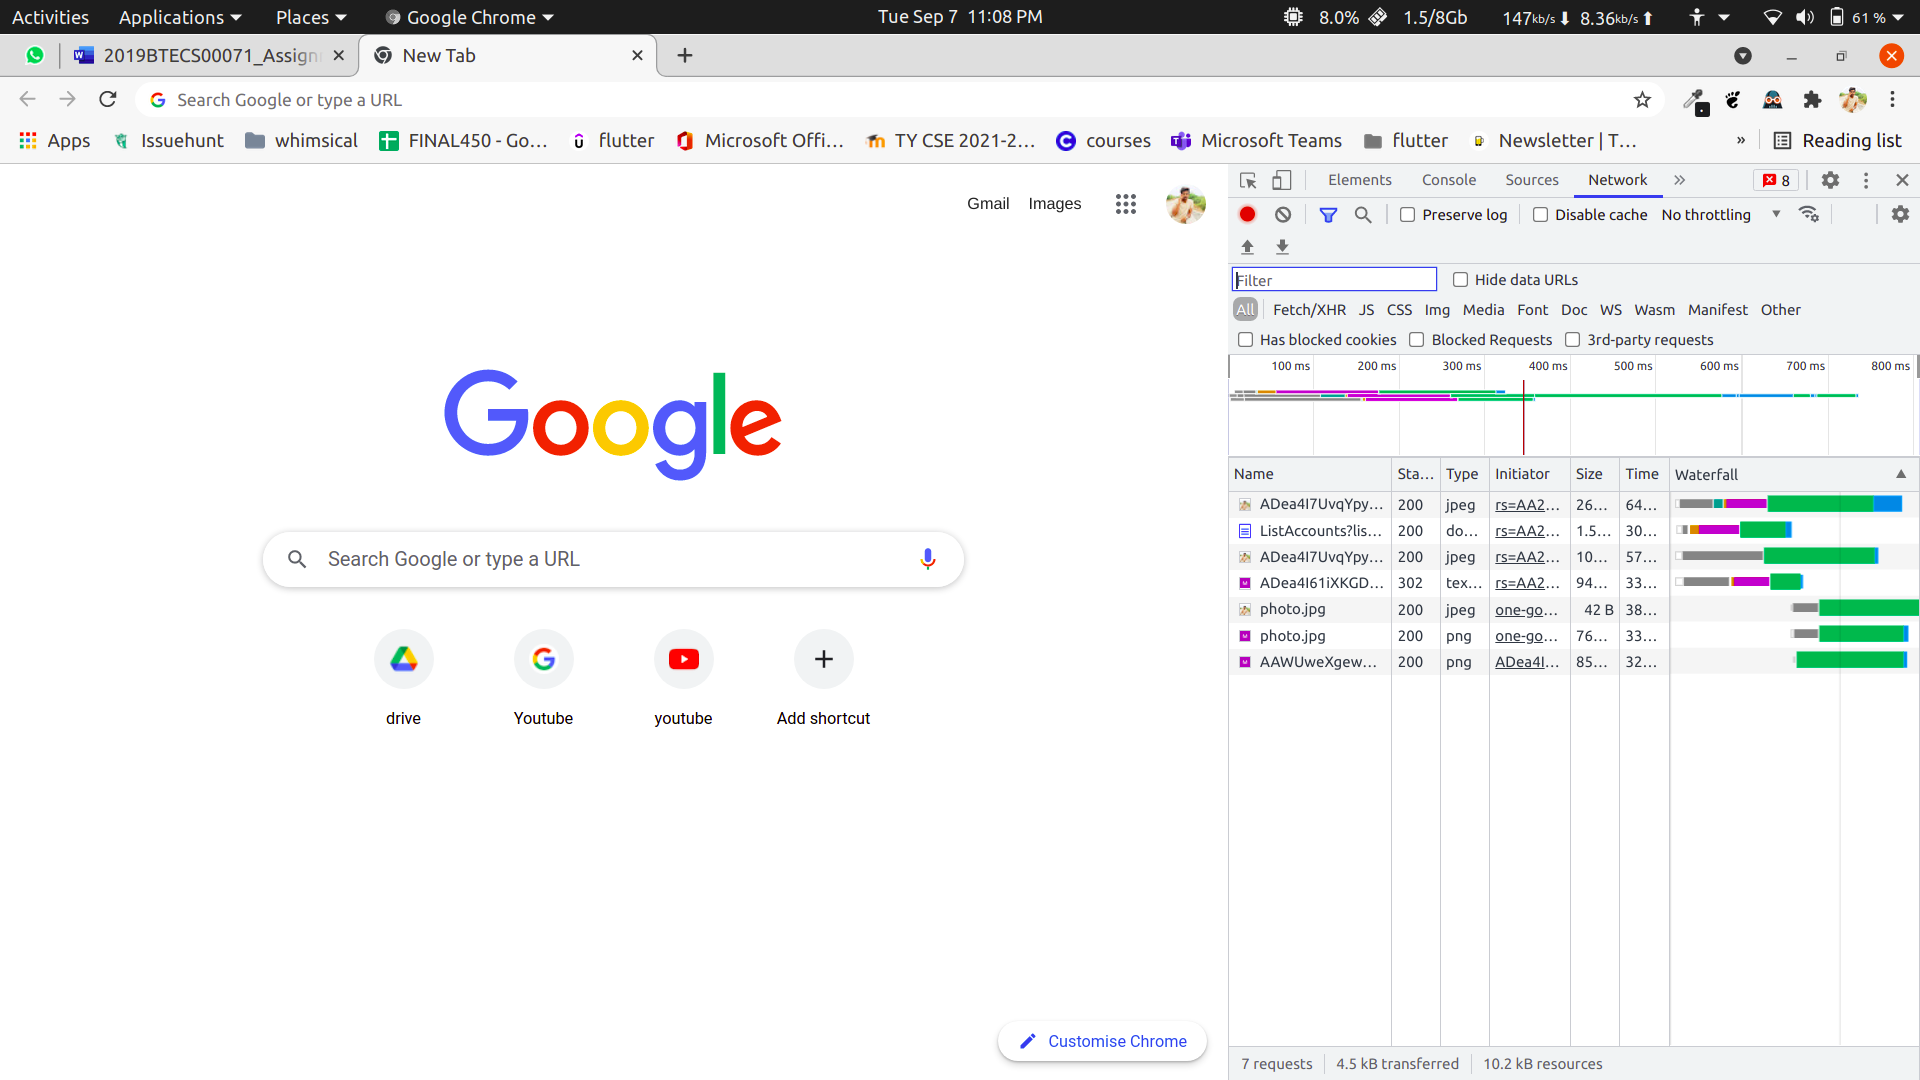 Activities Applications Places Google Chrome Tue Sep 7 11:08 PM 8.0% 1.5/8Gb 147kb/s 8.36kb/s 61 %
2019BTECS00071_Assign New Tab
Search Google or type a URL
Apps Issuehunt whimsical FINAL450 - Go... flutter Microsoft Offi... TY CSE 2021-2... courses Microsoft Teams flutter Newsletter | T... » Reading list
Gmail Images
Google
Search Google or type a URL
drive Youtube youtube Add shortcut
Customise Chrome
Elements Console Sources Network » 8
Preserve log Disable cache No throttling
Filter Hide data URLs
All Fetch/XHR JS CSS Img Media Font Doc WS Wasm Manifest Other
Has blocked cookies Blocked Requests 3rd-party requests
100 ms 200 ms 300 ms 400 ms 500 ms 600 ms 700 ms 800 ms
Name Sta... Type Initiator Size Time Waterfall
ADea4I7UvqYpy... 200 jpeg rs=AA2... 26... 64...
ListAccounts?lis... 200 do... rs=AA2... 1.5... 30...
ADea4I7UvqYpy... 200 jpeg rs=AA2... 10... 57...
ADea4I61iXKGD... 302 tex... rs=AA2... 94... 33...
photo.jpg 200 jpeg one-go... 42 B 38...
photo.jpg 200 png one-go... 76... 33...
AAWUweXgew... 200 png ADea4I... 85... 32...
7 requests 4.5 kB transferred 10.2 kB resources